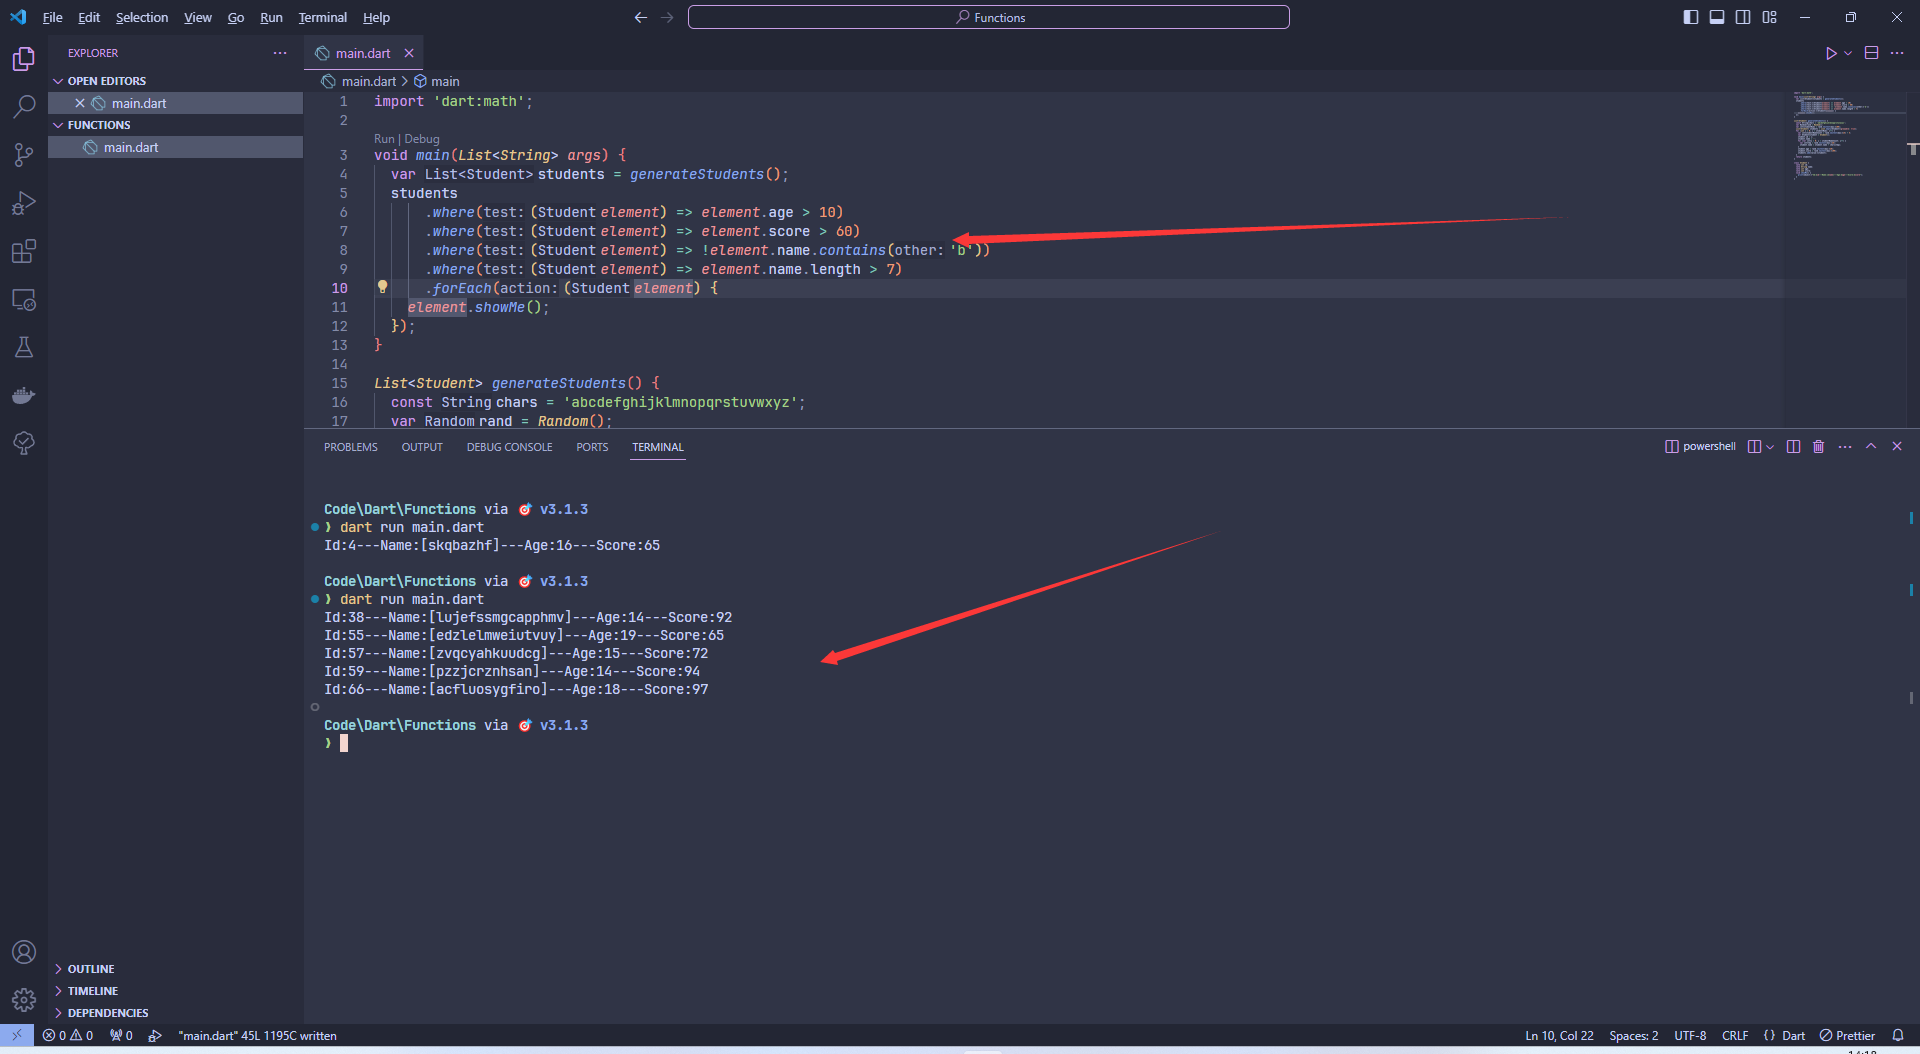 File Edit Selection View Go Run Terminal Help
Functions
EXPLORER
OPEN EDITORS
main.dart
FUNCTIONS
main.dart
OUTLINE
TIMELINE
DEPENDENCIES
main.dart
main.dart > main
1 import 'dart:math';
2
Run | Debug
3 void main(List<String> args) {
4 var List<Student> students = generateStudents();
5 students
6 .where(test: (Student element) => element.age > 10)
7 .where(test: (Student element) => element.score > 60)
8 .where(test: (Student element) => !element.name.contains(other: 'b'))
9 .where(test: (Student element) => element.name.length > 7)
10 .forEach(action: (Student element) {
11 element.showMe();
12 });
13 }
14
15 List<Student> generateStudents() {
16 const String chars = 'abcdefghijklmnopqrstuvwxyz';
17 var Random rand = Random();
PROBLEMS OUTPUT DEBUG CONSOLE PORTS TERMINAL
powershell
Code\Dart\Functions via 🎯 v3.1.3
❯ dart run main.dart
Id:4---Name:[skqbazhf]---Age:16---Score:65
Code\Dart\Functions via 🎯 v3.1.3
❯ dart run main.dart
Id:38---Name:[lujefssmgcapphmv]---Age:14---Score:92
Id:55---Name:[edzlelmweiutvuy]---Age:19---Score:65
Id:57---Name:[zvqcyahkuudcg]---Age:15---Score:72
Id:59---Name:[pzzjcrznhsan]---Age:14---Score:94
Id:66---Name:[acfluosygfiro]---Age:18---Score:97
Code\Dart\Functions via 🎯 v3.1.3
❯
0 0 0 "main.dart" 45L 1195C written
Ln 10, Col 22 Spaces: 2 UTF-8 CRLF { } Dart Prettier